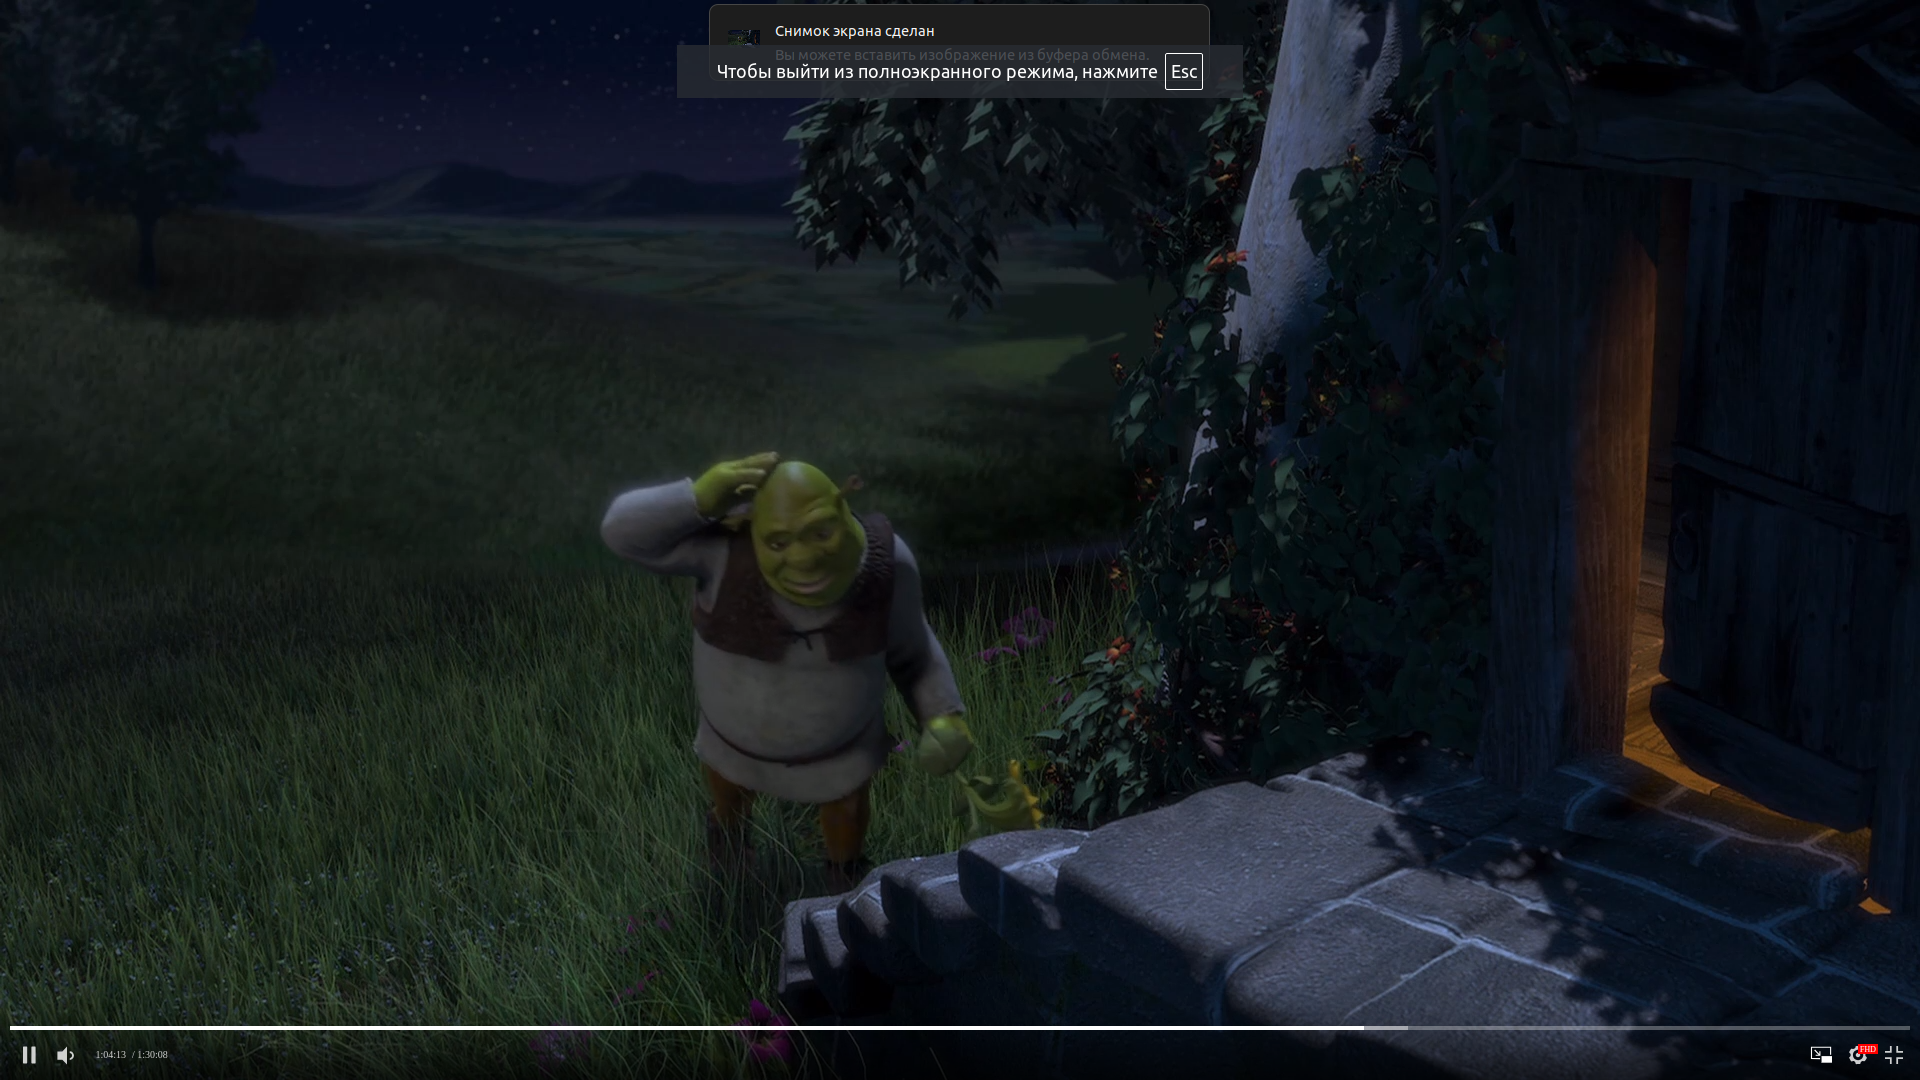 Снимок экрана сделан
Вы можете вставить изображение из буфера обмена.
Чтобы выйти из полноэкранного режима, нажмите Esc
1:04:13 / 1:30:08
FHD